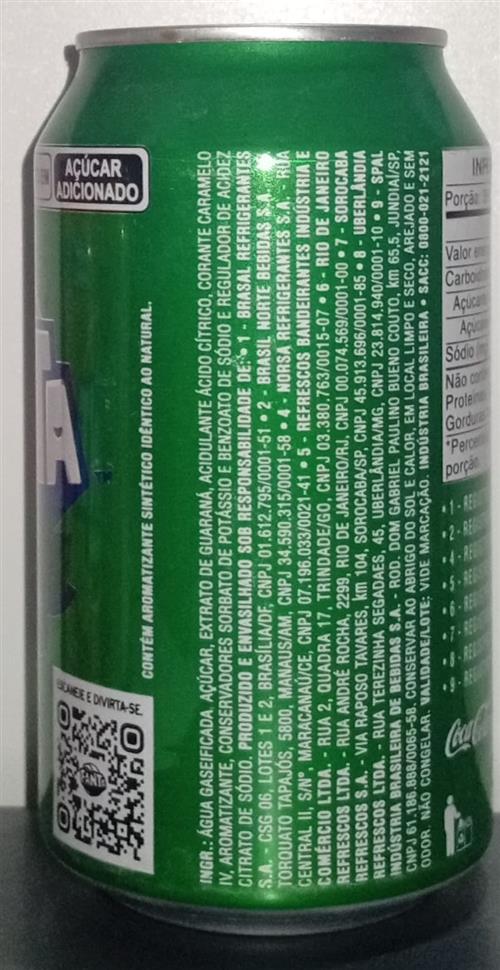 AÇÚCAR
ADICIONADO
CONTÉM AROMATIZANTE SINTÉTICO IDÊNTICO AO NATURAL.
ESCANEIE E DIVIRTA-SE.
FANTA
INGR.: ÁGUA GASEIFICADA, AÇÚCAR, EXTRATO DE GUARANÁ, ACIDULANTE ÁCIDO CÍTRICO, CORANTE CARAMELO
IV, AROMATIZANTE, CONSERVADORES SORBATO DE POTÁSSIO E BENZOATO DE SÓDIO E REGULADOR DE ACIDEZ
CITRATO DE SÓDIO. PRODUZIDO E ENVASILHADO SOB RESPONSABILIDADE DE: • 1 - BRASAL REFRIGERANTES
S.A. - CSG 06, LOTES 1 E 2, BRASÍLIA/DF, CNPJ 01.612.795/0001-51 • 2 - BRASIL NORTE BEBIDAS S.A. - RUA
TORQUATO TAPAJÓS, 5800, MANAUS/AM, CNPJ 34.590.315/0001-58 • 4 - NORSA REFRIGERANTES S.A. - RUA
CENTRAL II, S/Nº, MARACANAÚ/CE, CNPJ 07.196.033/0021-41 • 5 - REFRESCOS BANDEIRANTES INDÚSTRIA E
COMÉRCIO LTDA. - RUA 2, QUADRA 17, TRINDADE/GO, CNPJ 03.380.763/0015-07 • 6 - RIO DE JANEIRO
REFRESCOS LTDA. - RUA ANDRÉ ROCHA, 2299, RIO DE JANEIRO/RJ, CNPJ 00.074.569/0001-00 • 7 - SOROCABA
REFRESCOS S.A. - VIA RAPOSO TAVARES, km 104, SOROCABA/SP, CNPJ 45.913.696/0001-85 • 8 - UBERLÂNDIA
REFRESCOS LTDA. - RUA TEREZINHA SEGADAES, 45, UBERLÂNDIA/MG, CNPJ 23.814.940/0001-10 • 9 - SPAL
INDÚSTRIA BRASILEIRA DE BEBIDAS S.A. - ROD. DOM GABRIEL PAULINO BUENO COUTO, km 65,5, JUNDIAÍ/SP,
CNPJ 61.186.888/0065-58. CONSERVAR AO ABRIGO DO SOL E CALOR, EM LOCAL LIMPO E SECO, AREJADO E SEM
ODOR. NÃO CONGELAR. VALIDADE/LOTE: VIDE MARCAÇÃO. INDÚSTRIA BRASILEIRA • SACC: 0800-021-2121
Porção
Valor
Sódio
Não
*
porção.
• 1 -
• 2 -
• 4 -
• 5 -
• 6 -
• 7 -
• 8 -
• 9 -
Coca